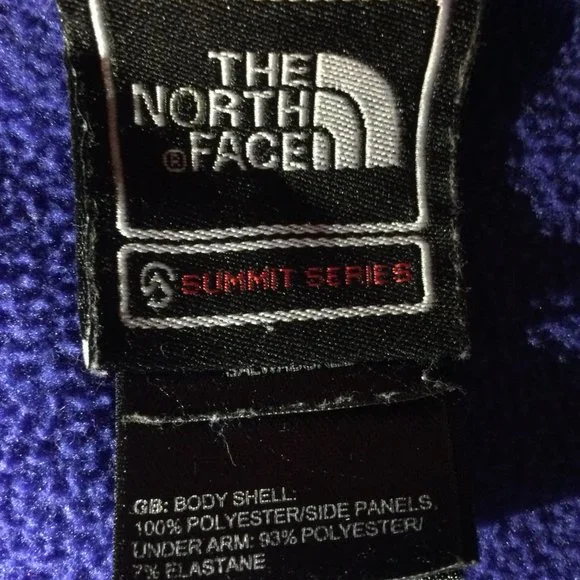 THE
NORTH
® FACE
SUMMIT SERIES
GB: BODY SHELL:
100% POLYESTER/SIDE PANELS,
UNDER ARM: 93% POLYESTER/
7% ELASTANE